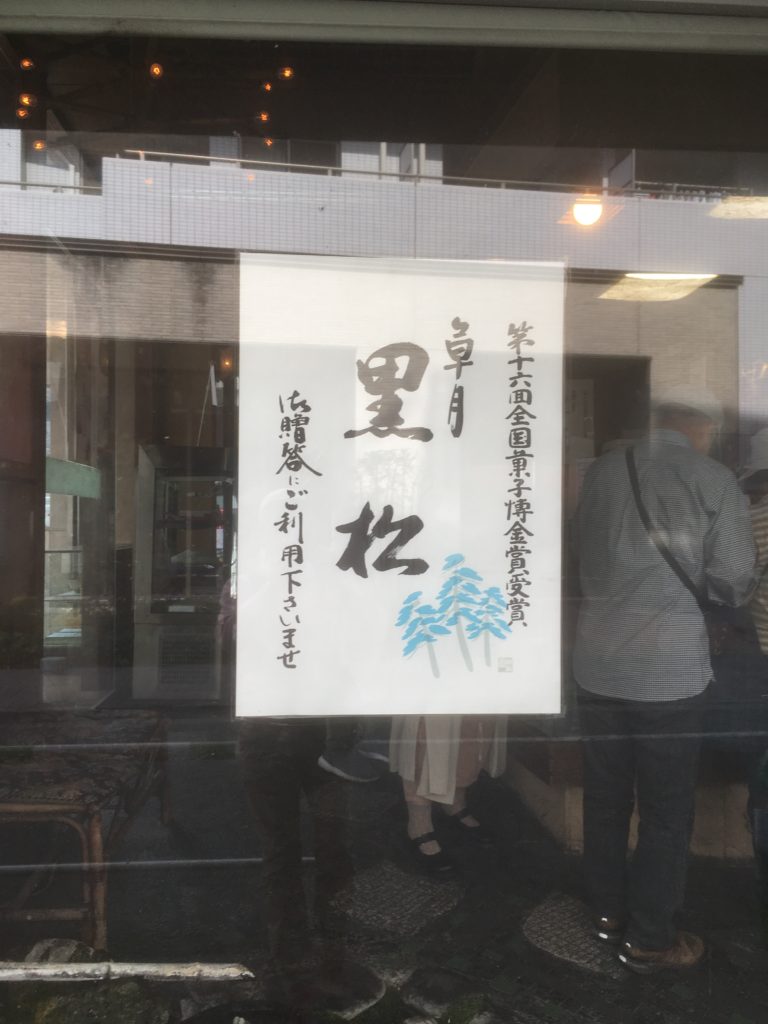 第十六回全国菓子博金賞受賞
草月
黒松
御贈答にご利用下さいませ